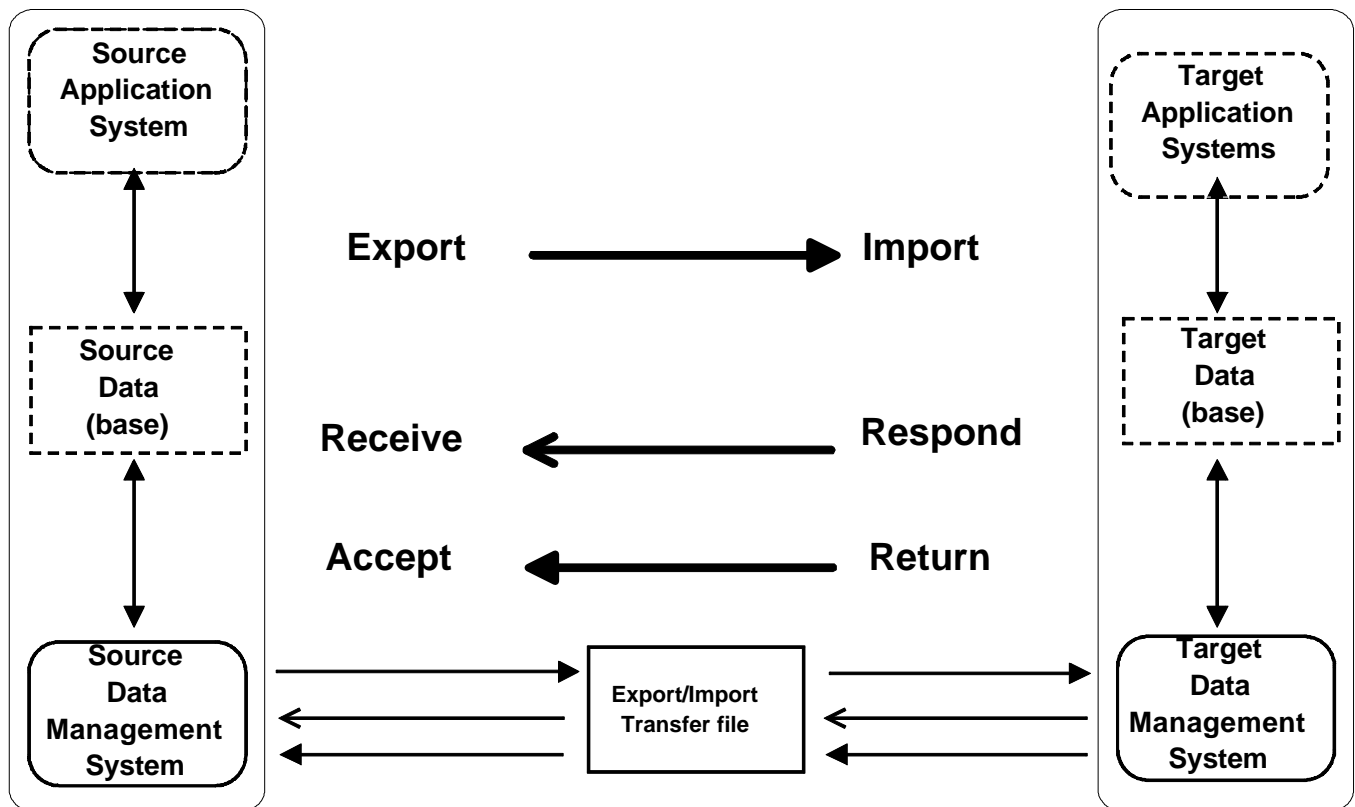 Source
Application
System
Target
Application
Systems
Export
Import
Source
Data
(base)
Target
Data
(base)
Receive
Respond
Accept
Return
Source
Data
Management
System
Export/Import
Transfer file
Target
Data
Management
System